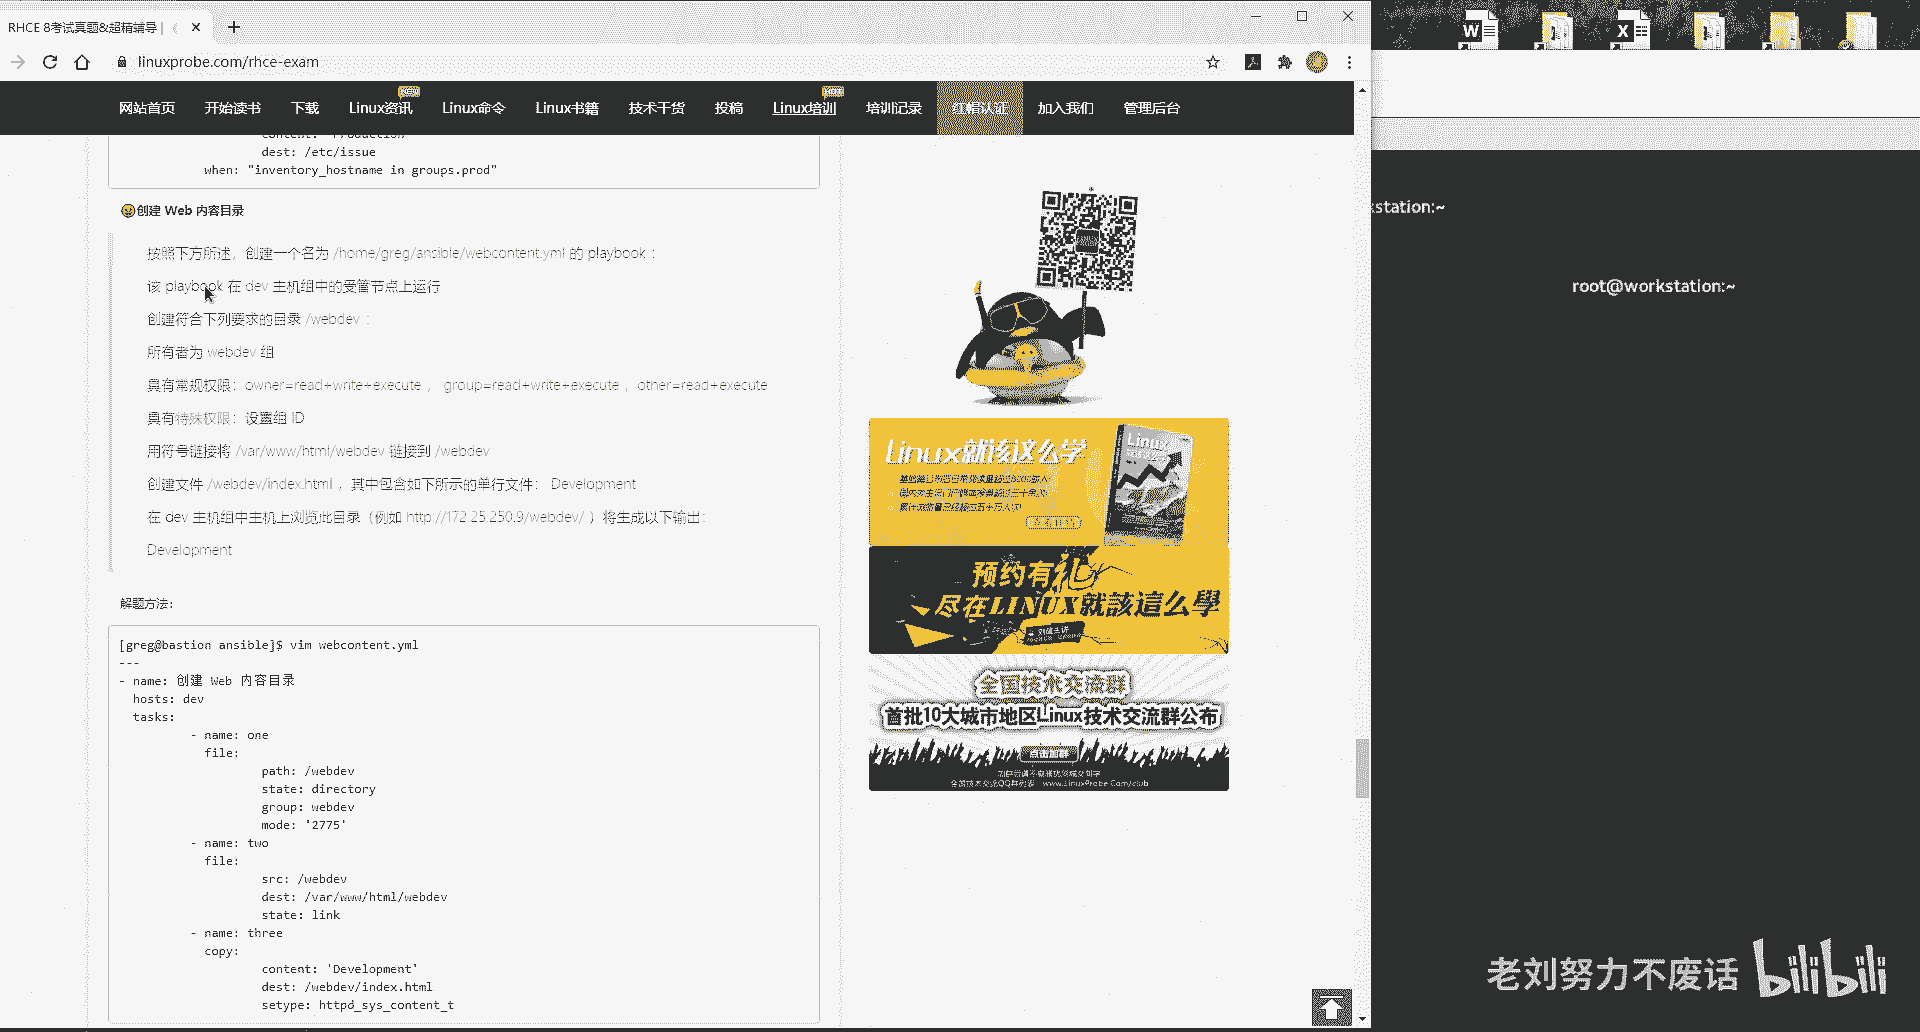 RHCE 8考试真题&超精辅导 |
linuxprobe.com/rhce-exam
网站首页 开始读书 下载 Linux资讯 Linux命令 Linux书籍 技术干货 投稿 Linux培训 培训记录 红帽认证 加入我们 管理后台
dest: /etc/issue
when: "inventory_hostname in groups.prod"
创建 Web 内容目录
按照下方所述，创建一个名为 /home/greg/ansible/webcontent.yml 的 playbook ：
该 playbook 在 dev 主机组中的受管节点上运行
创建符合下列要求的目录 /webdev ：
所有者为 webdev 组
具有常规权限：owner=read+write+execute ， group=read+write+execute ，other=read+execute
具有特殊权限：设置组 ID
用符号链接将 /var/www/html/webdev 链接到 /webdev
创建文件 /webdev/index.html ，其中包含如下所示的单行文件： Development
在 dev 主机组中主机上浏览此目录（例如 http://172.25.250.9/webdev/ ）将生成以下输出：
Development
解题方法：
[greg@bastion ansible]$ vim webcontent.yml
---
- name: 创建 Web 内容目录
hosts: dev
tasks:
- name: one
file:
path: /webdev
state: directory
group: webdev
mode: '2775'
- name: two
file:
src: /webdev
dest: /var/www/html/webdev
state: link
- name: three
copy:
content: 'Development'
dest: /webdev/index.html
setype: httpd_sys_content_t
Linux就该这么学
预约有礼
尽在LINUX就該這么學
全国技术交流群
首批10大城市地区Linux技术交流群公布
点击加群
www.LinuxProbe.Com/club
kstation:~
root@workstation:~
老刘努力不废话 bilibili